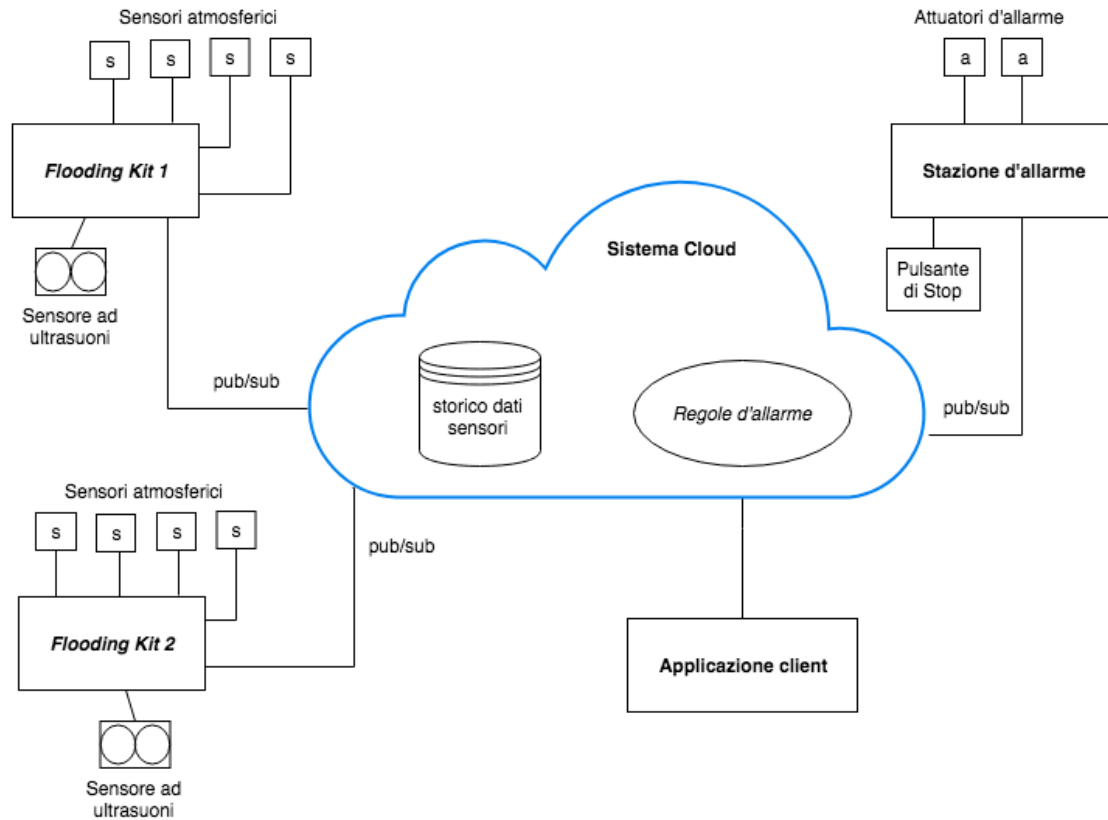 Sensori atmosferici
s
s
s
s
Flooding Kit 1
Sensore ad
ultrasuoni
pub/sub
Attuatori d'allarme
a
a
Stazione d'allarme
Pulsante
di Stop
pub/sub
Sistema Cloud
storico dati
sensori
Regole d'allarme
Sensori atmosferici
s
s
s
s
Flooding Kit 2
Sensore ad
ultrasuoni
pub/sub
Applicazione client